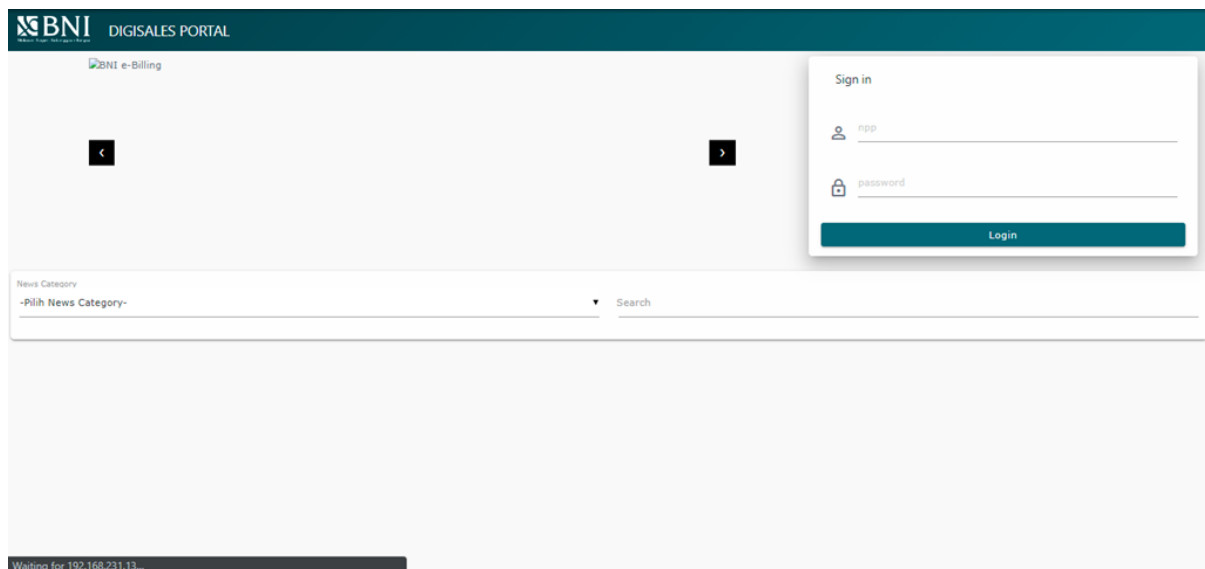 BNI
DIGISALES PORTAL
BNI e-Billing
Sign in
npp
password
Login
News Category
-Pilih News Category-
Search
Waiting for 192.168.231.13...